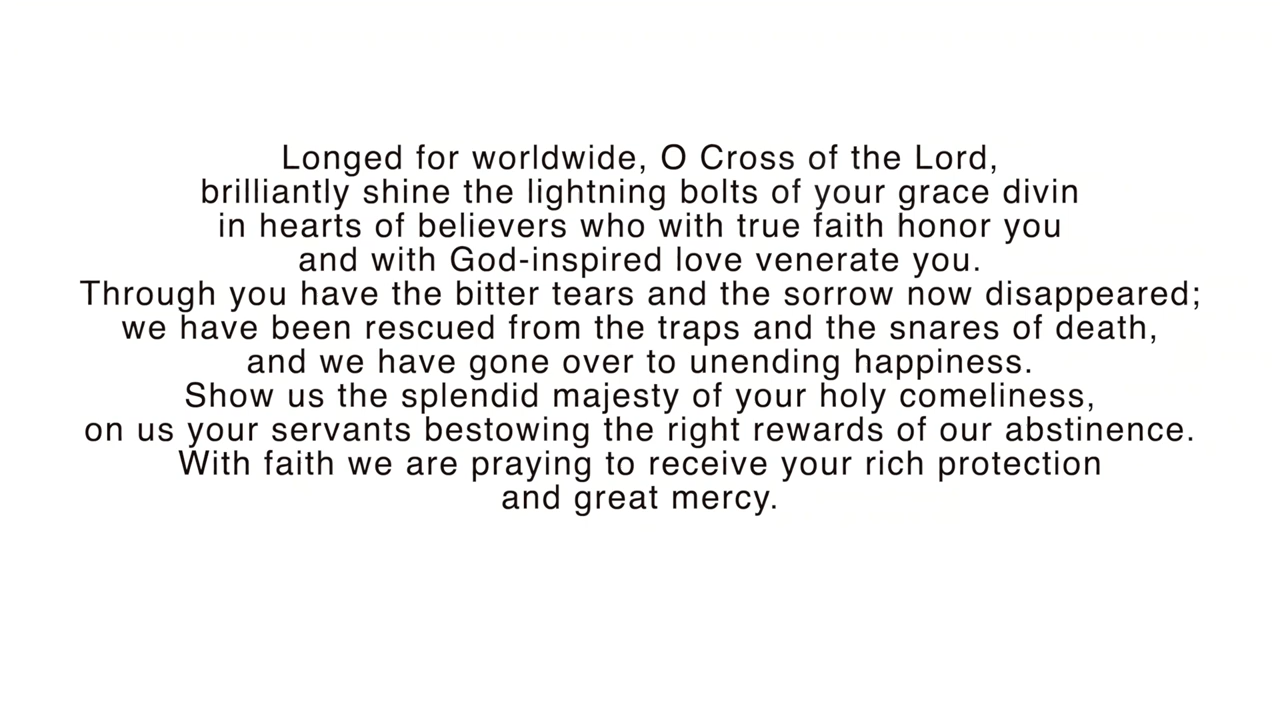 Longed for worldwide, O Cross of the Lord,
brilliantly shine the lightning bolts of your grace divin
in hearts of believers who with true faith honor you
and with God-inspired love venerate you.
Through you have the bitter tears and the sorrow now disappeared;
we have been rescued from the traps and the snares of death,
and we have gone over to unending happiness.
Show us the splendid majesty of your holy comeliness,
on us your servants bestowing the right rewards of our abstinence.
With faith we are praying to receive your rich protection
and great mercy.